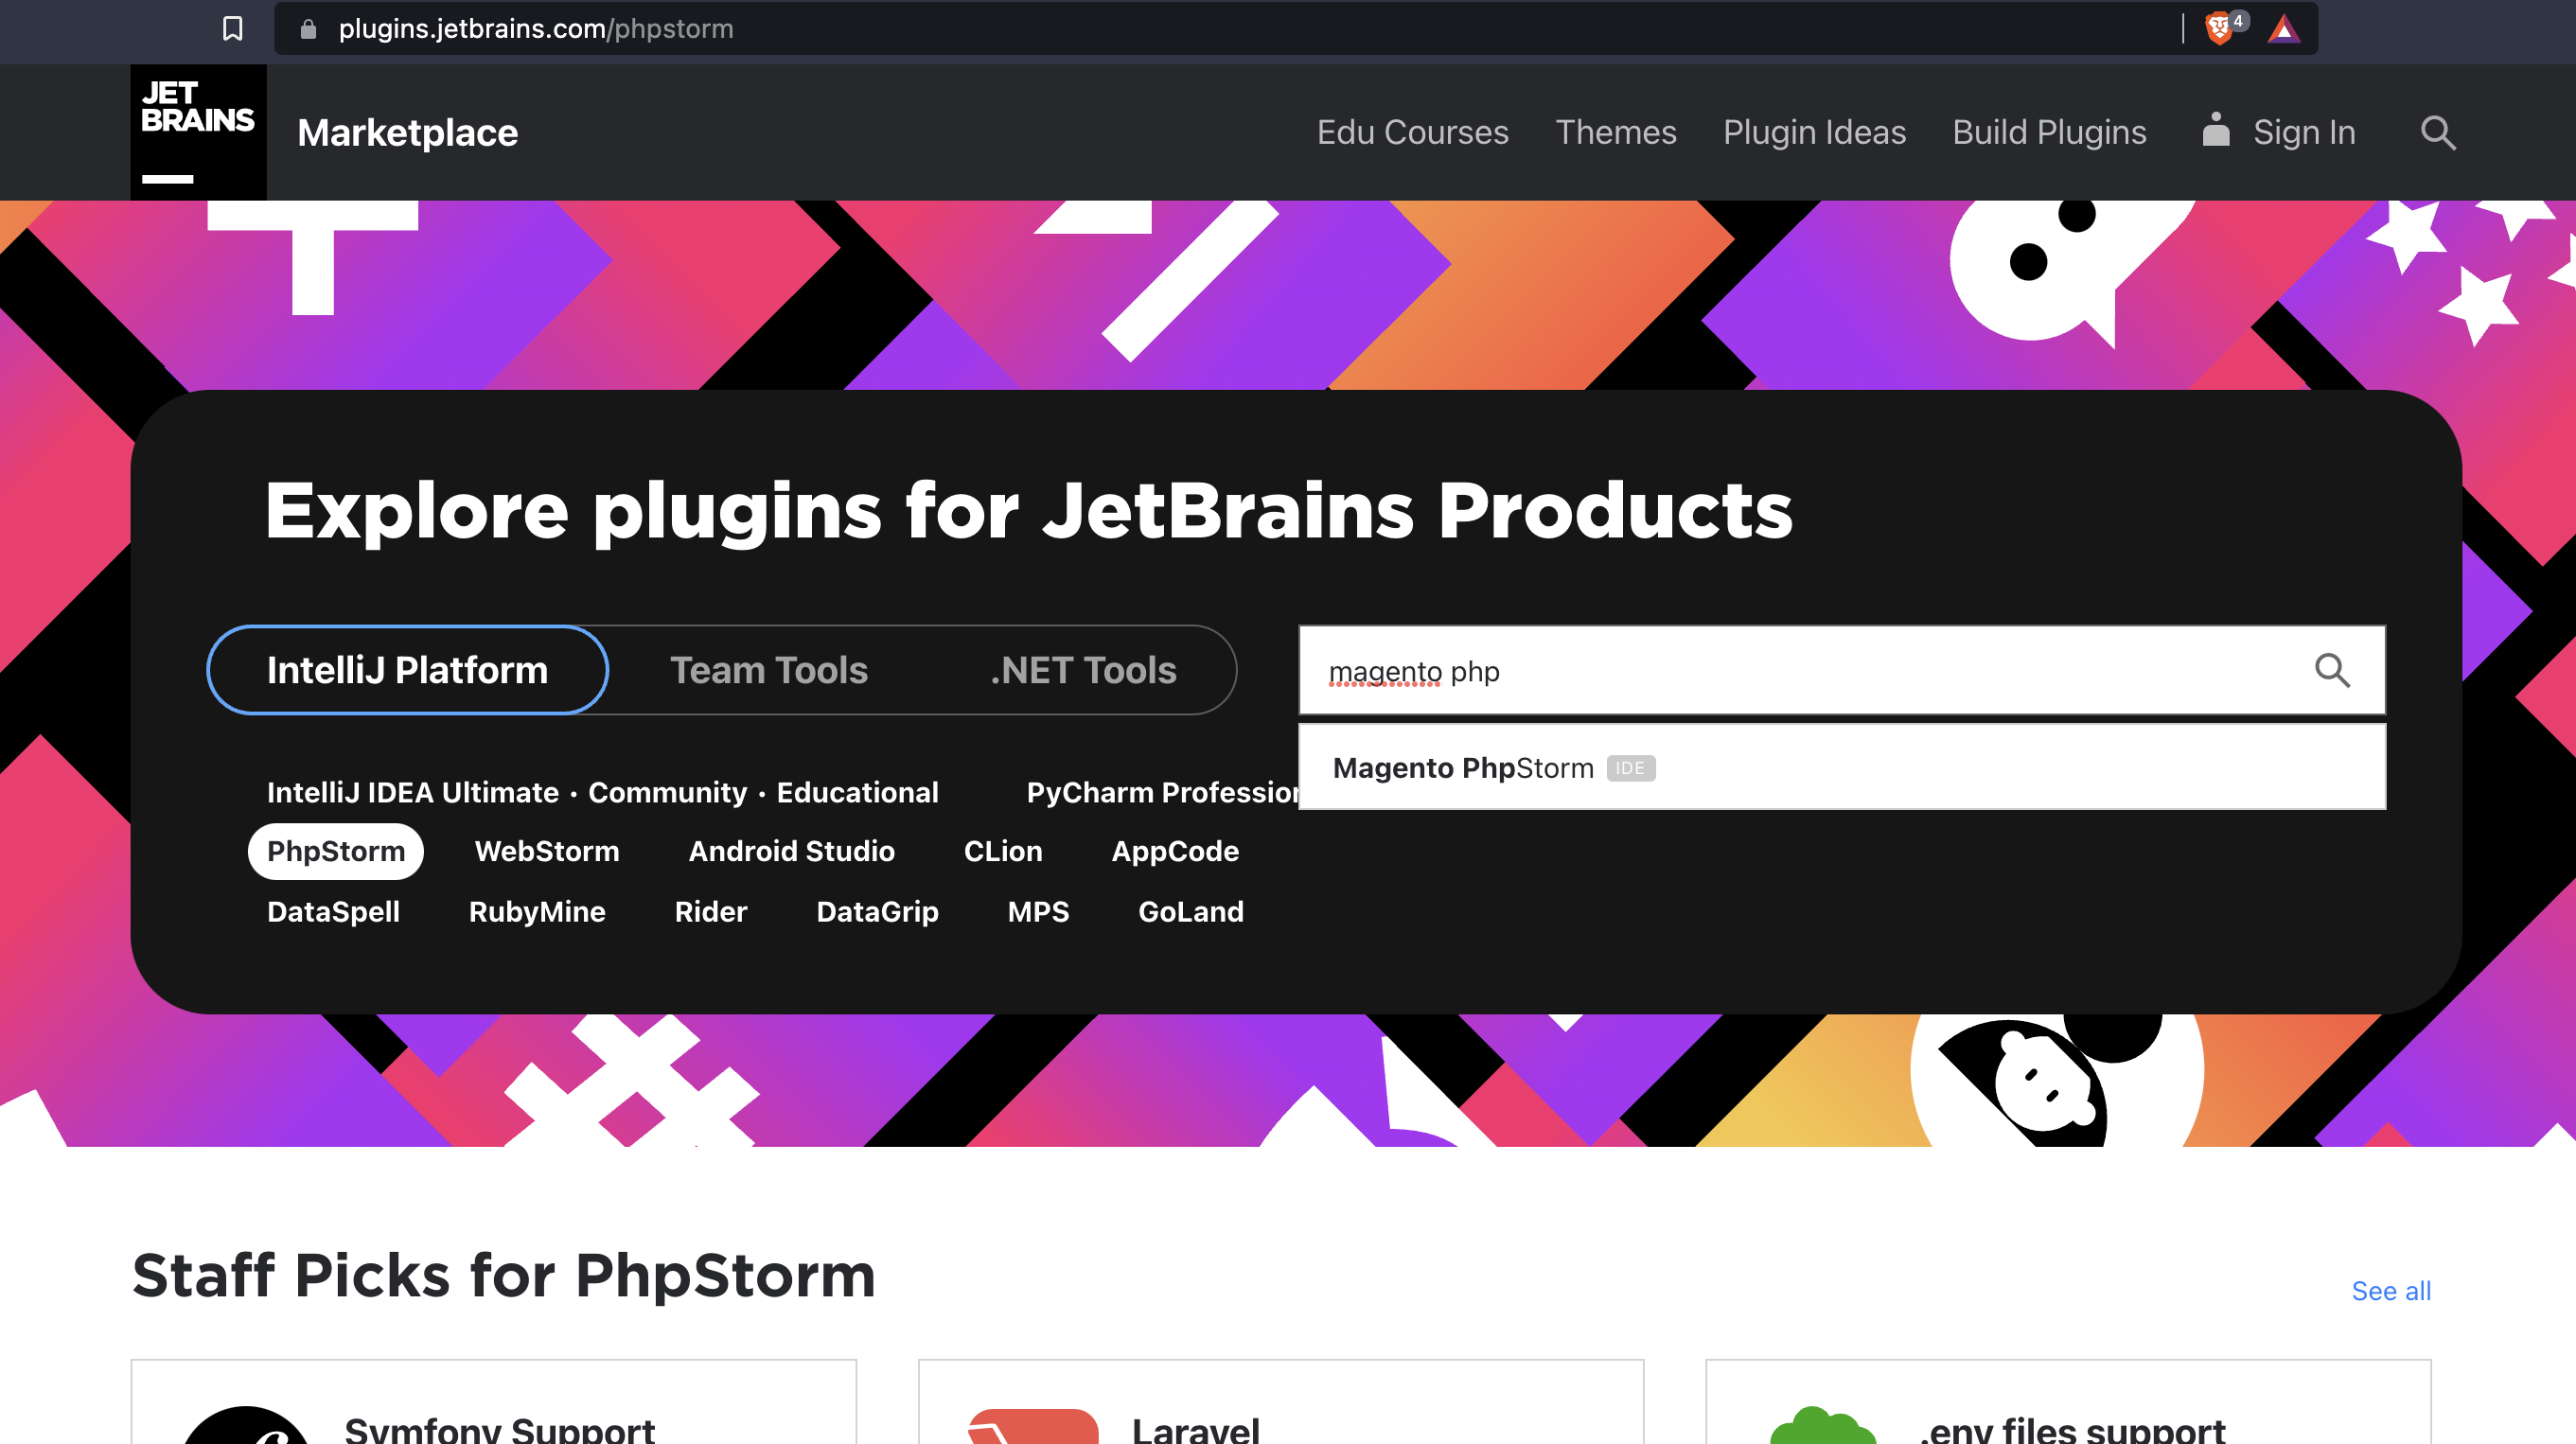 plugins.jetbrains.com/phpstorm
4
JET
BRAINS
Marketplace
Edu Courses
Themes
Plugin Ideas
Build Plugins
Sign In
Explore plugins for JetBrains Products
IntelliJ Platform
Team Tools
.NET Tools
magento php
Magento PhpStorm IDE
IntelliJ IDEA Ultimate · Community · Educational
PyCharm Profession
PhpStorm
WebStorm
Android Studio
CLion
AppCode
DataSpell
RubyMine
Rider
DataGrip
MPS
GoLand
Staff Picks for PhpStorm
See all
Symfony Support
Laravel
.env files support